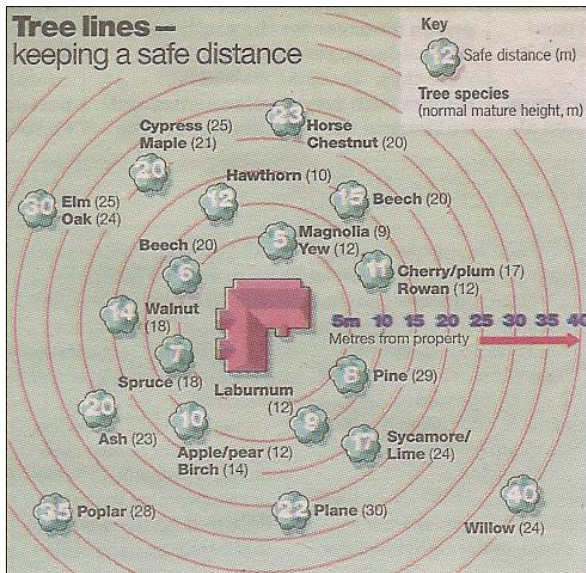 Tree lines –
keeping a safe distance
Key
12 Safe distance (m)
Tree species
(normal mature height, m)
23 Horse
Chestnut (20)
Cypress (25)
Maple (21)
20
Hawthorn (10)
12
15 Beech (20)
30 Elm (25)
Oak (24)
5 Magnolia (9)
Yew (12)
Beech (20)
6
11 Cherry/plum (17)
Rowan (12)
14 Walnut
(18)
5m 10 15 20 25 30 35 40
Metres from property
7
Spruce (18)
Laburnum
(12)
9
8 Pine (29)
20
Ash (23)
10
Apple/pear (12)
Birch (14)
17 Sycamore/
Lime (24)
35 Poplar (28)
22 Plane (30)
40
Willow (24)